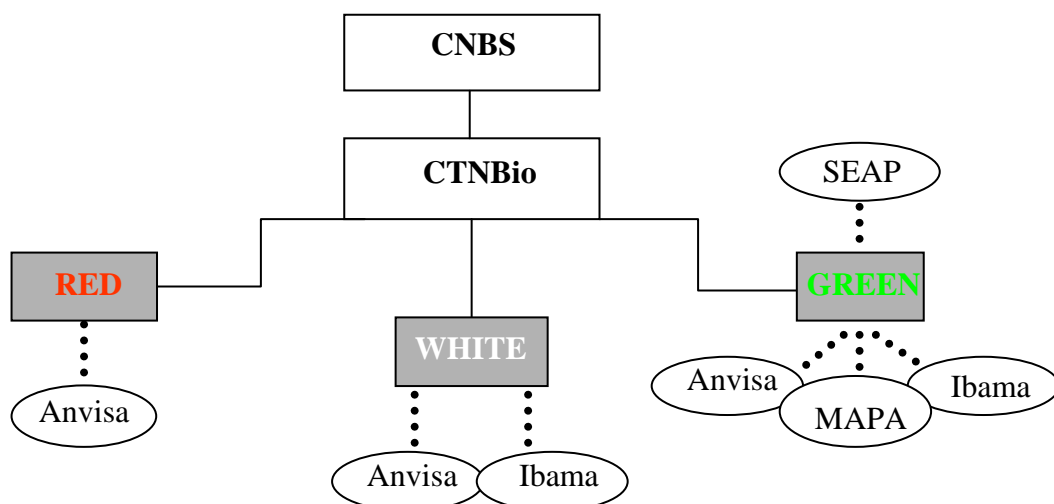 CNBS
CTNBio
SEAP
RED
GREEN
WHITE
Anvisa
Ibama
MAPA
Anvisa
Anvisa
Ibama